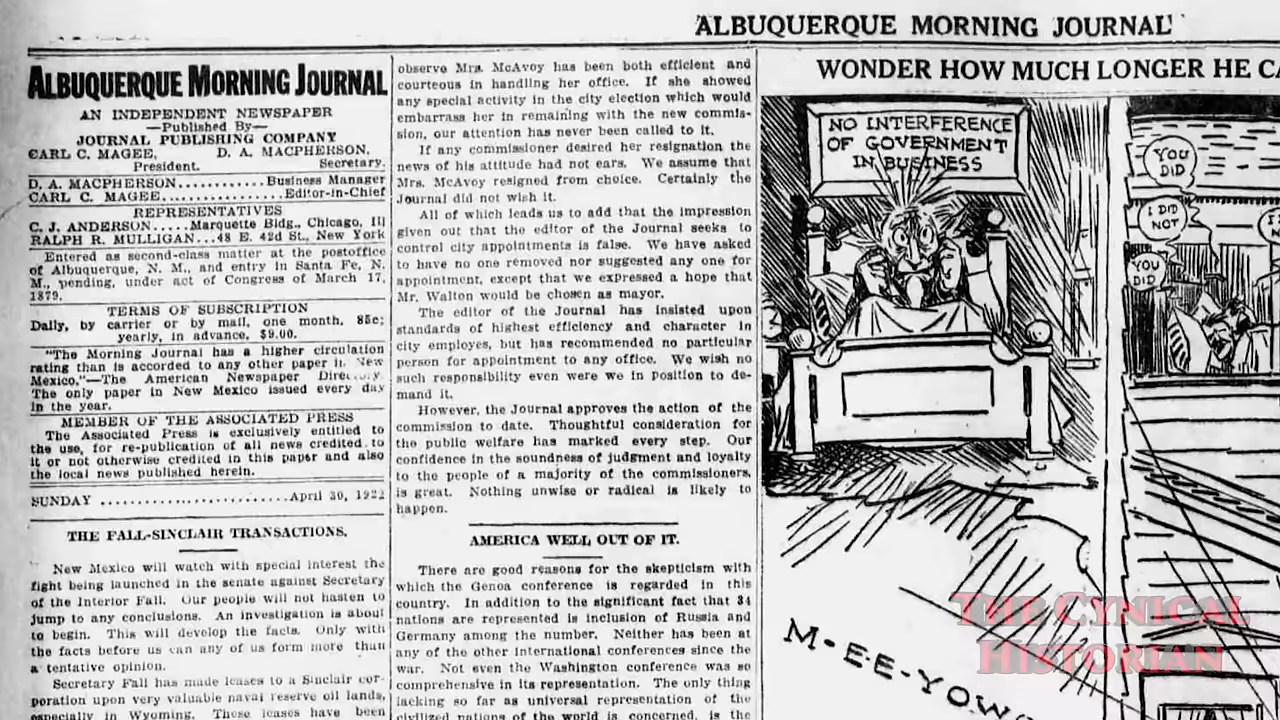 ALBUQUERQUE MORNING JOURNAL
ALBUQUERQUE MORNING JOURNAL
AN INDEPENDENT NEWSPAPER
—Published By—
JOURNAL PUBLISHING COMPANY
CARL C. MAGEE, D. A. MACPHERSON,
President. Secretary.
D. A. MACPHERSON...........Business Manager
CARL C. MAGEE...............Editor-in-Chief
REPRESENTATIVES
C. J. ANDERSON.....Marquette Bldg., Chicago, Ill
RALPH R. MULLIGAN...48 E. 42d St., New York
Entered as second-class matter at the postoffice
of Albuquerque, N. M., and entry in Santa Fe, N.
M., pending, under act of Congress of March 17,
1879.
TERMS OF SUBSCRIPTION
Daily, by carrier or by mail, one month, 85c;
yearly, in advance, $9.00.
"The Morning Journal has a higher circulation
rating than is accorded to any other paper in New
Mexico."—The American Newspaper Directory.
The only paper in New Mexico issued every day
in the year.
MEMBER OF THE ASSOCIATED PRESS
The Associated Press is exclusively entitled to
the use, for re-publication of all news credited to
it or not otherwise credited in this paper and also
the local news published herein.
SUNDAY .........................April 30, 1922
THE FALL-SINCLAIR TRANSACTIONS.
New Mexico will watch with special interest the
fight being launched in the senate against Secretary
of the Interior Fall. Our people will not hasten to
jump to any conclusions. An investigation is about
to begin. This will develop the facts. Only with
the facts before us can any of us form more than
a tentative opinion.
Secretary Fall has made leases to a Sinclair cor-
poration upon very valuable naval reserve oil lands,
especially in Wyoming. These leases have been
observe Mrs. McAvoy has been both efficient and
courteous in handling her office. If she showed
any special activity in the city election which would
embarrass her in remaining with the new commis-
sion, our attention has never been called to it.
If any commissioner desired her resignation the
news of his attitude had not ears. We assume that
Mrs. McAvoy resigned from choice. Certainly the
Journal did not wish it.
All of which leads us to add that the impression
given out that the editor of the Journal seeks to
control city appointments is false. We have asked
to have no one removed nor suggested any one for
appointment, except that we expressed a hope that
Mr. Walton would be chosen as mayor.
The editor of the Journal has insisted upon
standards of highest efficiency and character in
city employes, but has recommended no particular
person for appointment to any office. We wish no
such responsibility even were we in position to de-
mand it.
However, the Journal approves the action of the
commission to date. Thoughtful consideration for
the public welfare has marked every step. Our
confidence in the soundness of judgment and loyalty
to the people of a majority of the commissioners,
is great. Nothing unwise or radical is likely to
happen.
AMERICA WELL OUT OF IT.
There are good reasons for the skepticism with
which the Genoa conference is regarded in this
country. In addition to the significant fact that 34
nations are represented is inclusion of Russia and
Germany among the number. Neither has been at
any of the other international conferences since the
war. Not even the Washington conference was so
comprehensive in its representation. The only thing
lacking so far as universal representation of the
civilized nations of the world is concerned, is the
WONDER HOW MUCH LONGER HE CA
NO INTERFERENCE
OF GOVERNMENT
IN BUSINESS
YOU
DID
I DID
NOT
YOU
DID
M-EE-YOW
THE CYNICAL
HISTORIAN